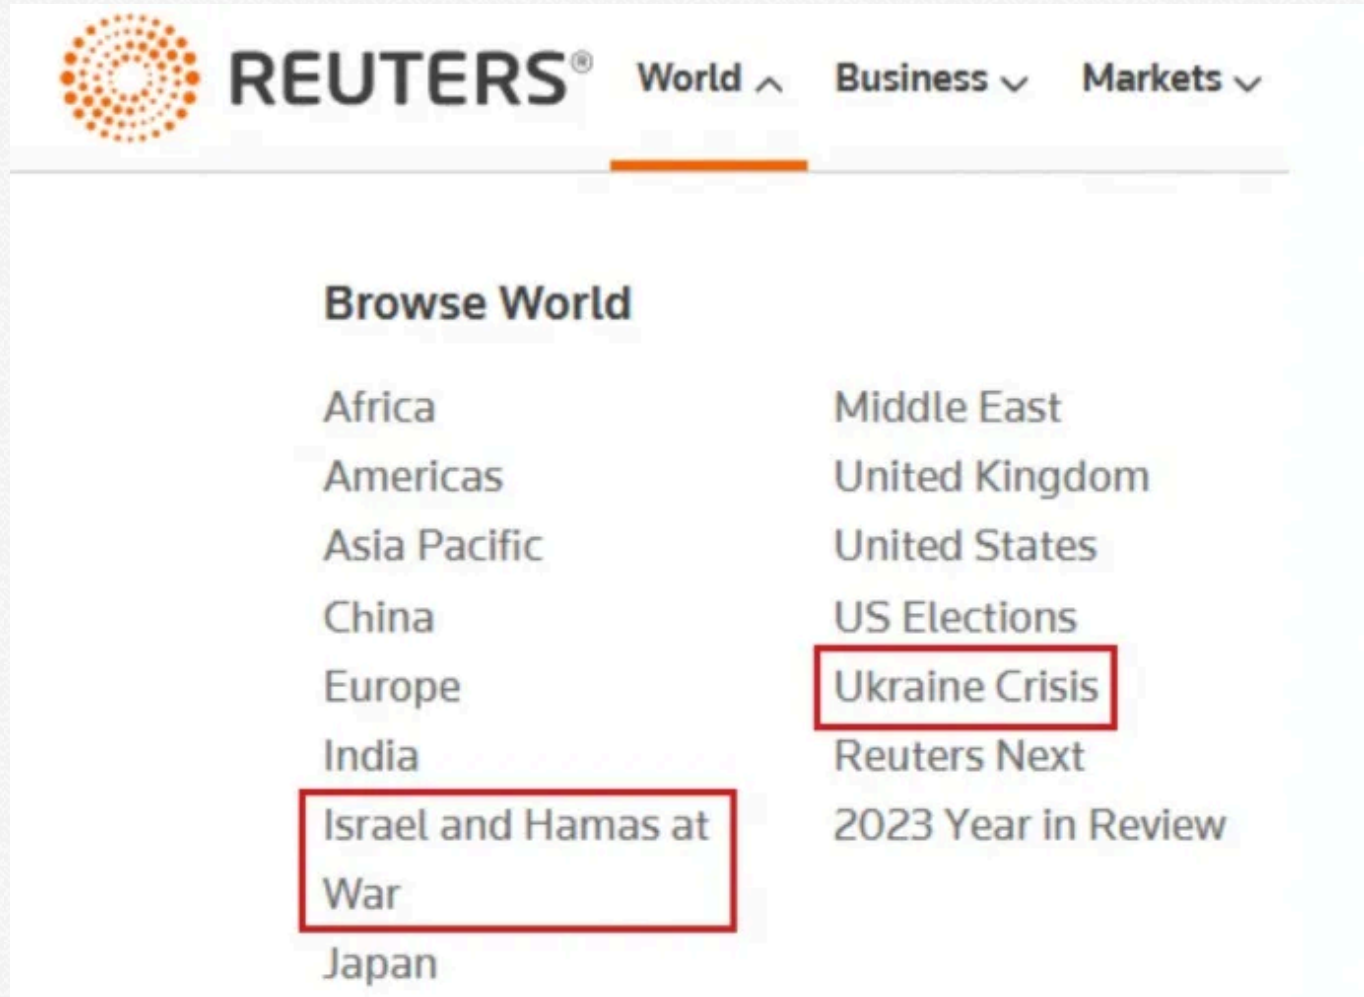 REUTERS®
World
Business
Markets
Browse World
Africa
Americas
Asia Pacific
China
Europe
India
Israel and Hamas at
War
Japan
Middle East
United Kingdom
United States
US Elections
Ukraine Crisis
Reuters Next
2023 Year in Review